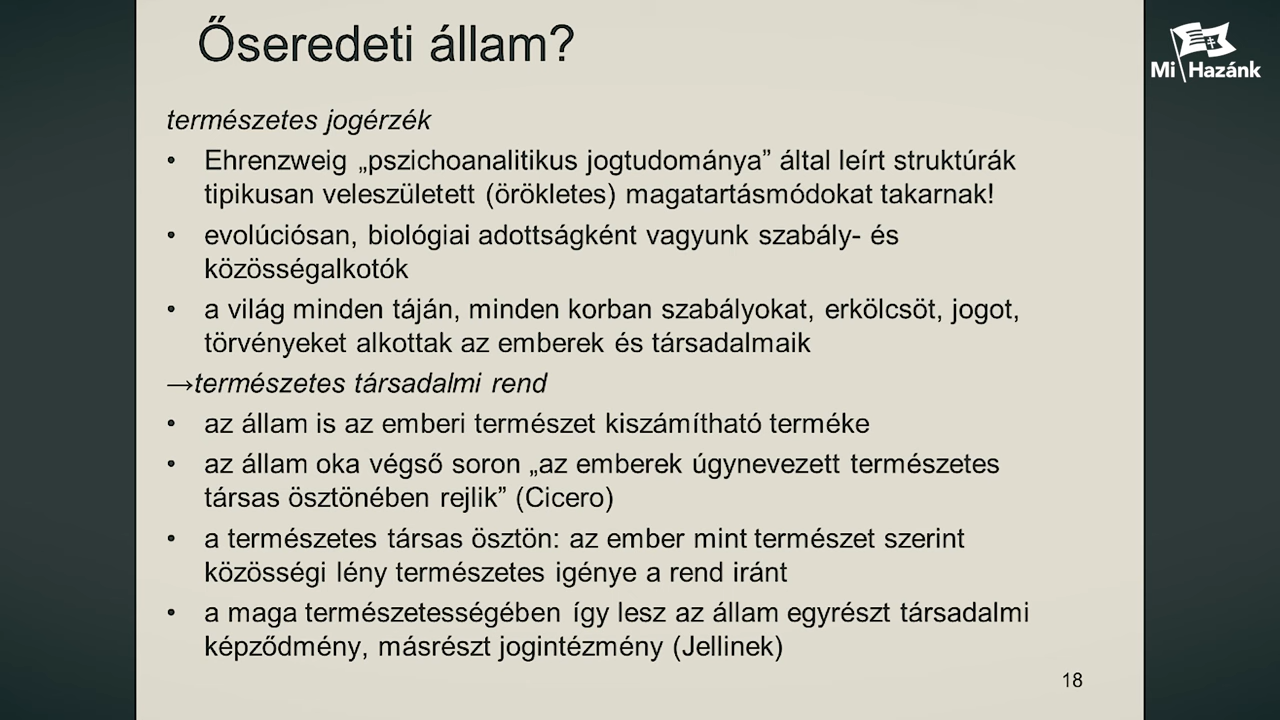 Őseredeti állam?
Mi Hazánk
természetes jogérzék
• Ehrenzweig „pszichoanalitikus jogtudománya” által leírt struktúrák
tipikusan veleszületett (örökletes) magatartásmódokat takarnak!
• evolúciósan, biológiai adottságként vagyunk szabály- és
közösségalkotók
• a világ minden táján, minden korban szabályokat, erkölcsöt, jogot,
törvényeket alkottak az emberek és társadalmaik
→természetes társadalmi rend
• az állam is az emberi természet kiszámítható terméke
• az állam oka végső soron „az emberek úgynevezett természetes
társas ösztönében rejlik” (Cicero)
• a természetes társas ösztön: az ember mint természet szerint
közösségi lény természetes igénye a rend iránt
• a maga természetességében így lesz az állam egyrészt társadalmi
képződmény, másrészt jogintézmény (Jellinek)
18